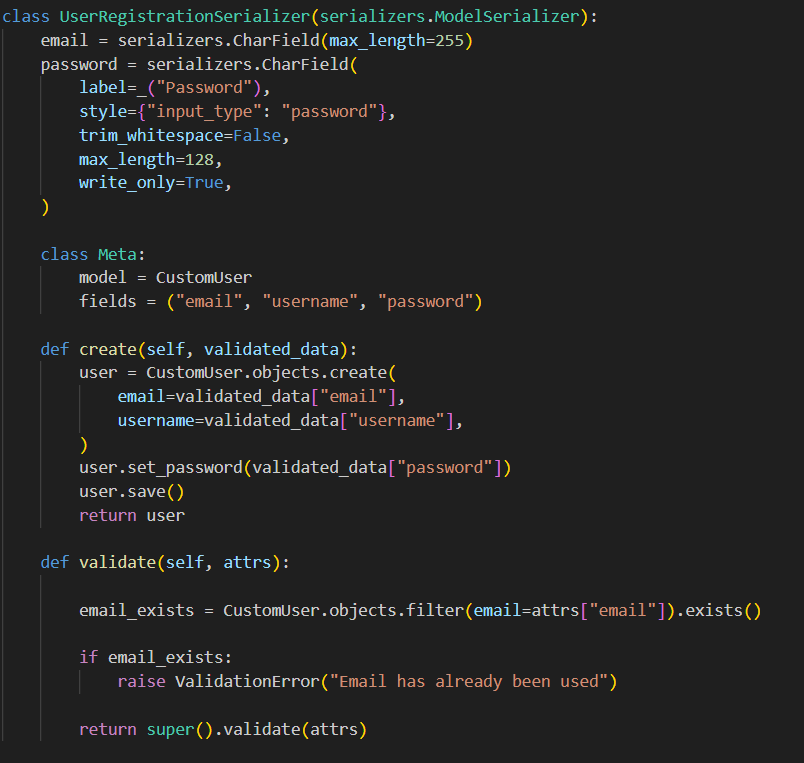 class UserRegistrationSerializer(serializers.ModelSerializer):
    email = serializers.CharField(max_length=255)
    password = serializers.CharField(
        label=_("Password"),
        style={"input_type": "password"},
        trim_whitespace=False,
        max_length=128,
        write_only=True,
    )

    class Meta:
        model = CustomUser
        fields = ("email", "username", "password")

    def create(self, validated_data):
        user = CustomUser.objects.create(
            email=validated_data["email"],
            username=validated_data["username"],
        )
        user.set_password(validated_data["password"])
        user.save()
        return user

    def validate(self, attrs):

        email_exists = CustomUser.objects.filter(email=attrs["email"]).exists()

        if email_exists:
            raise ValidationError("Email has already been used")

        return super().validate(attrs)